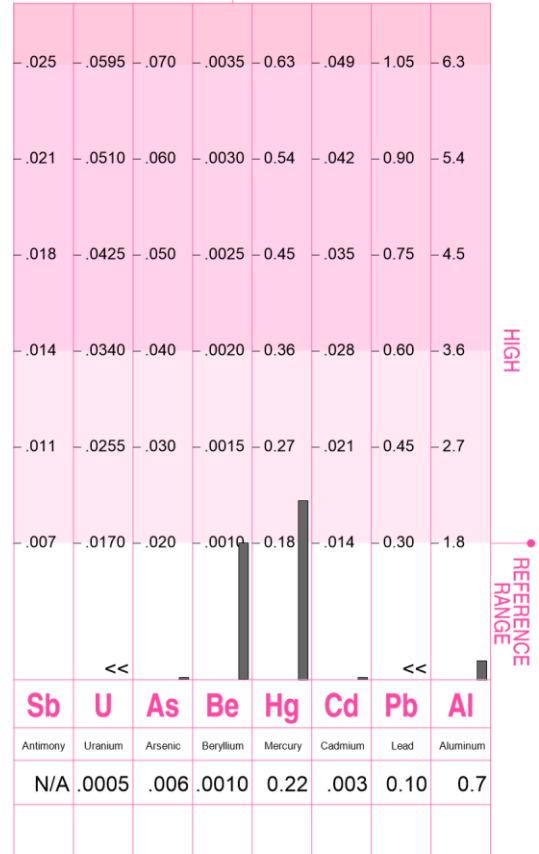 .025 .0595 .070 .0035 0.63 .049 1.05 6.3
.021 .0510 .060 .0030 0.54 .042 0.90 5.4
.018 .0425 .050 .0025 0.45 .035 0.75 4.5
.014 .0340 .040 .0020 0.36 .028 0.60 3.6
HIGH
.011 .0255 .030 .0015 0.27 .021 0.45 2.7
.007 .0170 .020 .0010 0.18 .014 0.30 1.8
REFERENCE
RANGE
<< <<
Sb U As Be Hg Cd Pb Al
Antimony Uranium Arsenic Beryllium Mercury Cadmium Lead Aluminum
N/A .0005 .006 .0010 0.22 .003 0.10 0.7